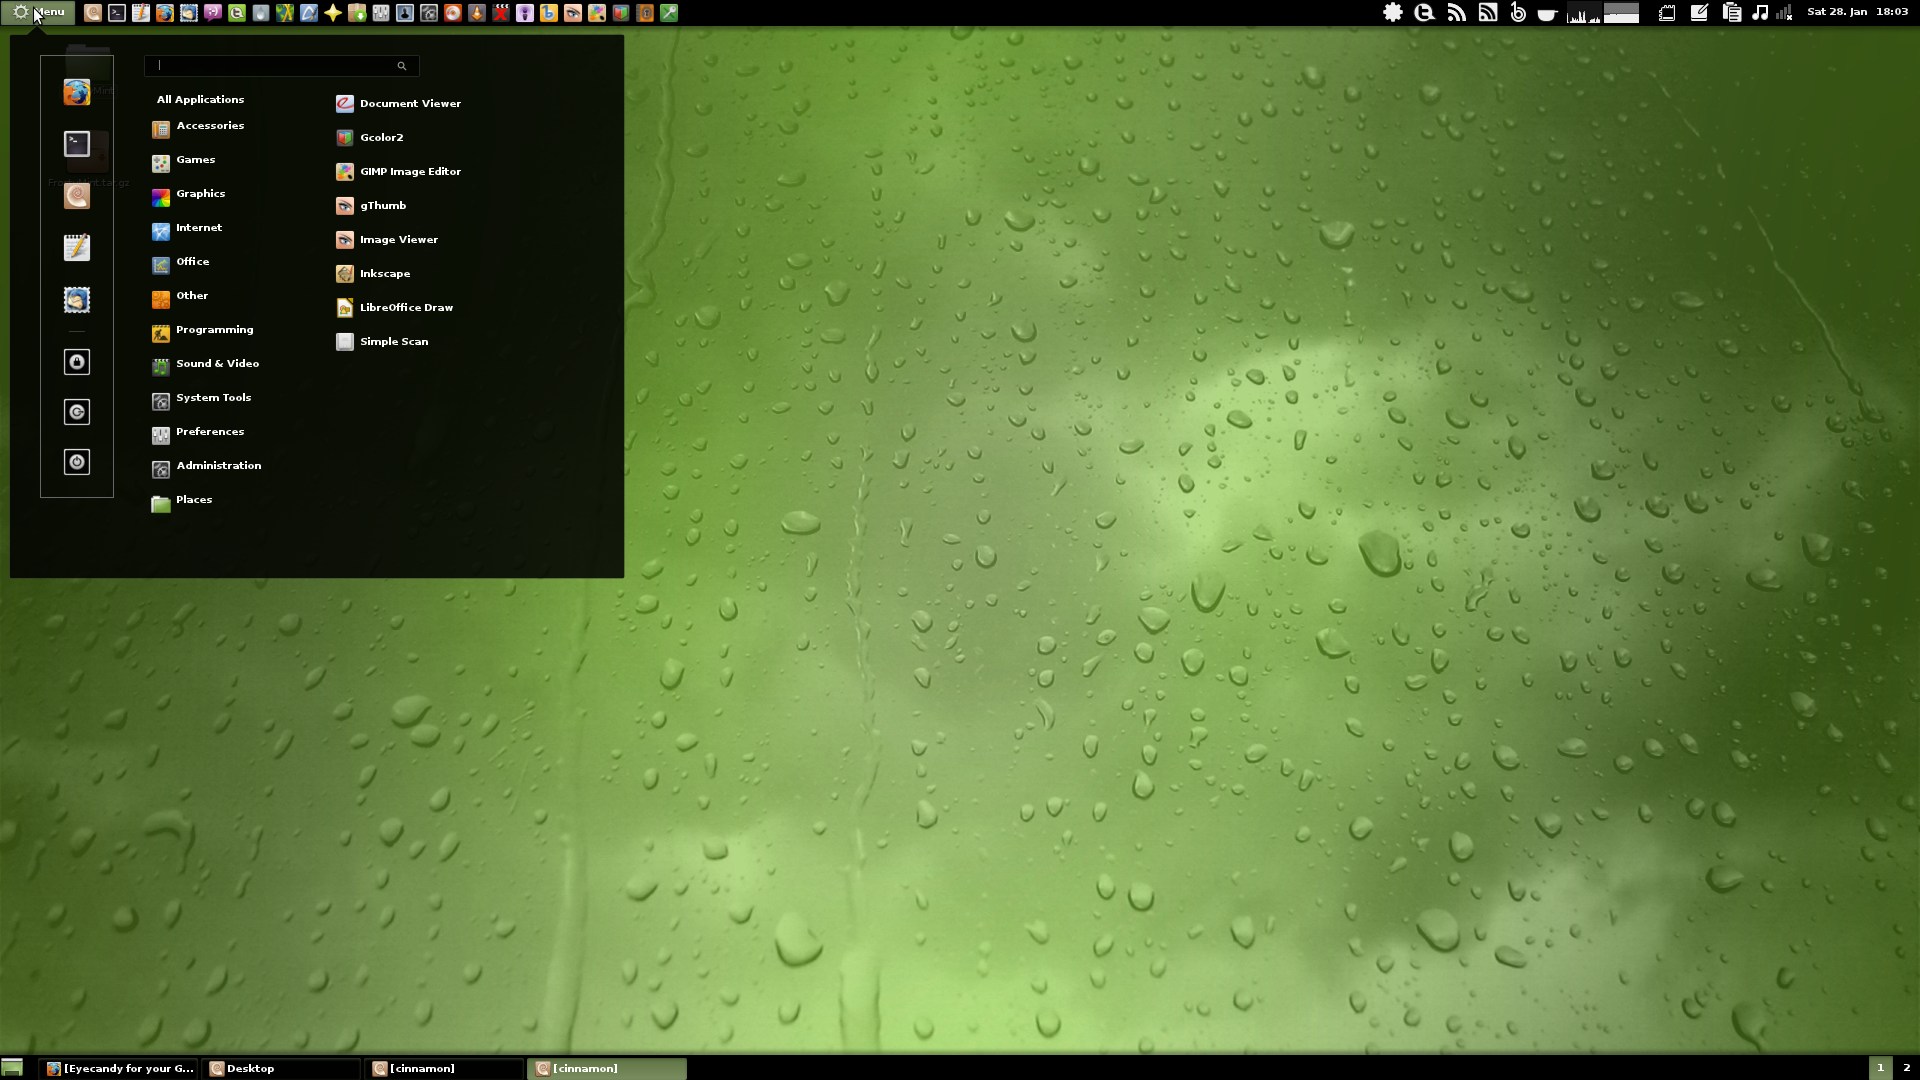 Menu
Sat 28. Jan 18:03
All Applications
Accessories
Games
Graphics
Internet
Office
Other
Programming
Sound & Video
System Tools
Preferences
Administration
Places
Document Viewer
Gcolor2
GIMP Image Editor
gThumb
Image Viewer
Inkscape
LibreOffice Draw
Simple Scan
[Eyecandy for your G...
Desktop
[cinnamon]
[cinnamon]
1
2